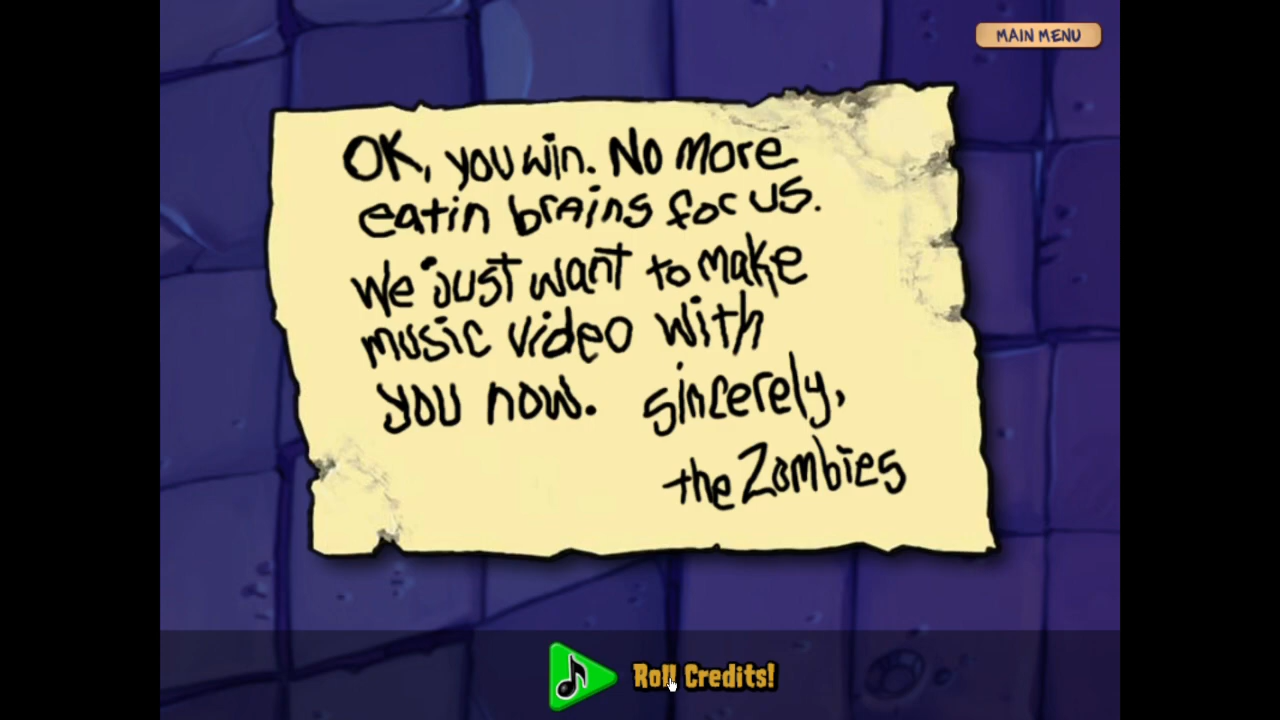 MAIN MENU
OK, you win. No more
eatin brains for us.
We just want to make
music video with
you now. sincerely,
the Zombies
Roll Credits!